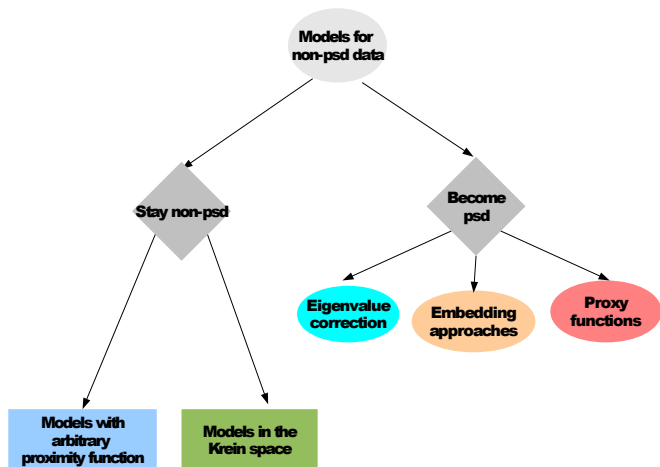 Models for
non-psd data
Stay non-psd
Become
psd
Eigenvalue
correction
Embedding
approaches
Proxy
functions
Models with
arbitrary
proximity function
Models in the
Krein space